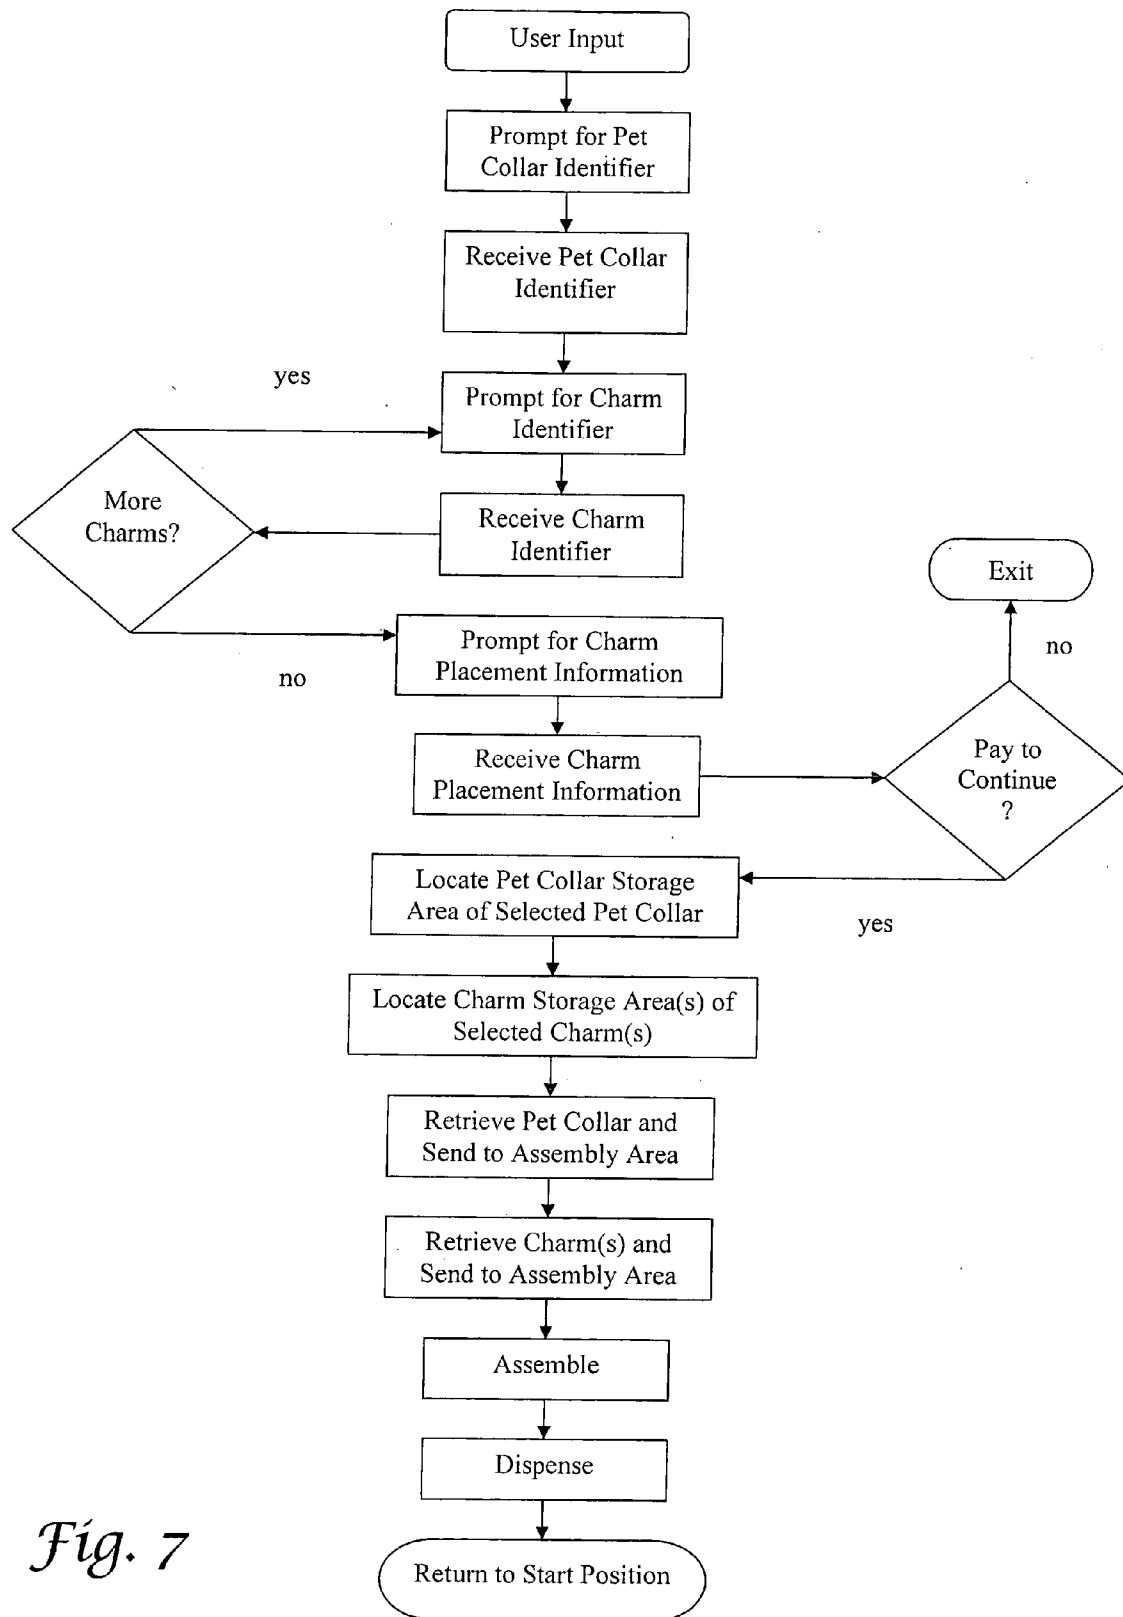 User Input
Prompt for Pet
Collar Identifier
Receive Pet Collar
Identifier
yes
Prompt for Charm
Identifier
More
Charms?
Receive Charm
Identifier
Exit
Prompt for Charm
Placement Information
no
no
Receive Charm
Placement Information
Pay to
Continue
?
Locate Pet Collar Storage
Area of Selected Pet Collar
yes
Locate Charm Storage Area(s) of
Selected Charm(s)
Retrieve Pet Collar and
Send to Assembly Area
Retrieve Charm(s) and
Send to Assembly Area
Assemble
Dispense
Return to Start Position
Fig. 7